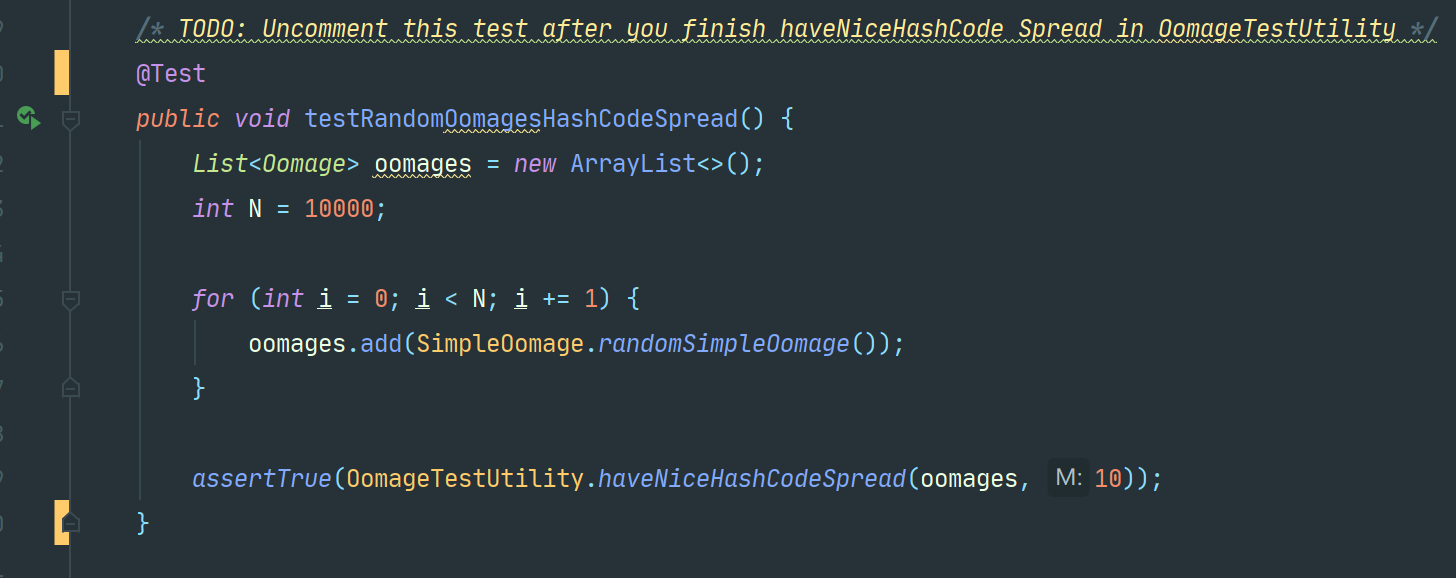 /* TODO: Uncomment this test after you finish haveNiceHashCode Spread in OomageTestUtility */
@Test
public void testRandomOomagesHashCodeSpread() {
List<Oomage> oomages = new ArrayList<>();
int N = 10000;
for (int i = 0; i < N; i += 1) {
oomages.add(SimpleOomage.randomSimpleOomage());
}
assertTrue(OomageTestUtility.haveNiceHashCodeSpread(oomages, M: 10));
}